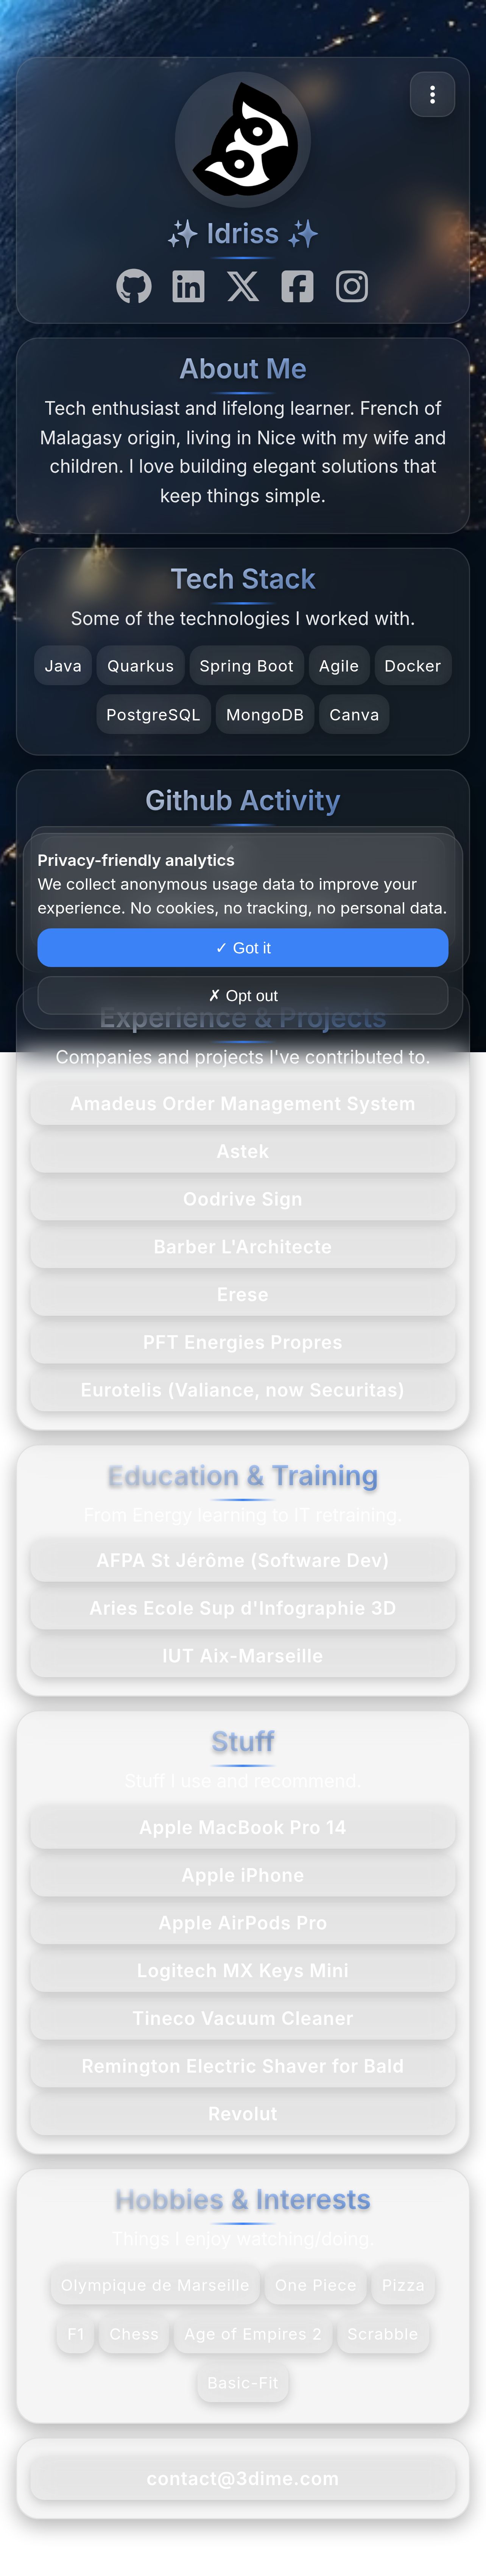 ✨ Idriss ✨
About Me
Tech enthusiast and lifelong learner. French of
Malagasy origin, living in Nice with my wife and
children. I love building elegant solutions that
keep things simple.
Tech Stack
Some of the technologies I worked with.
Java Quarkus Spring Boot Agile Docker
PostgreSQL MongoDB Canva
Github Activity
Privacy-friendly analytics
We collect anonymous usage data to improve your
experience. No cookies, no tracking, no personal data.
✓ Got it
✗ Opt out
Experience & Projects
Companies and projects I've contributed to.
Amadeus Order Management System
Astek
Oodrive Sign
Barber L'Architecte
Erese
PFT Energies Propres
Eurotelis (Valiance, now Securitas)
Education & Training
From Energy learning to IT retraining.
AFPA St Jérôme (Software Dev)
Aries Ecole Sup d'Infographie 3D
IUT Aix-Marseille
Stuff
Stuff I use and recommend.
Apple MacBook Pro 14
Apple iPhone
Apple AirPods Pro
Logitech MX Keys Mini
Tineco Vacuum Cleaner
Remington Electric Shaver for Bald
Revolut
Hobbies & Interests
Things I enjoy watching/doing.
Olympique de Marseille One Piece Pizza
F1 Chess Age of Empires 2 Scrabble
Basic-Fit
contact@3dime.com